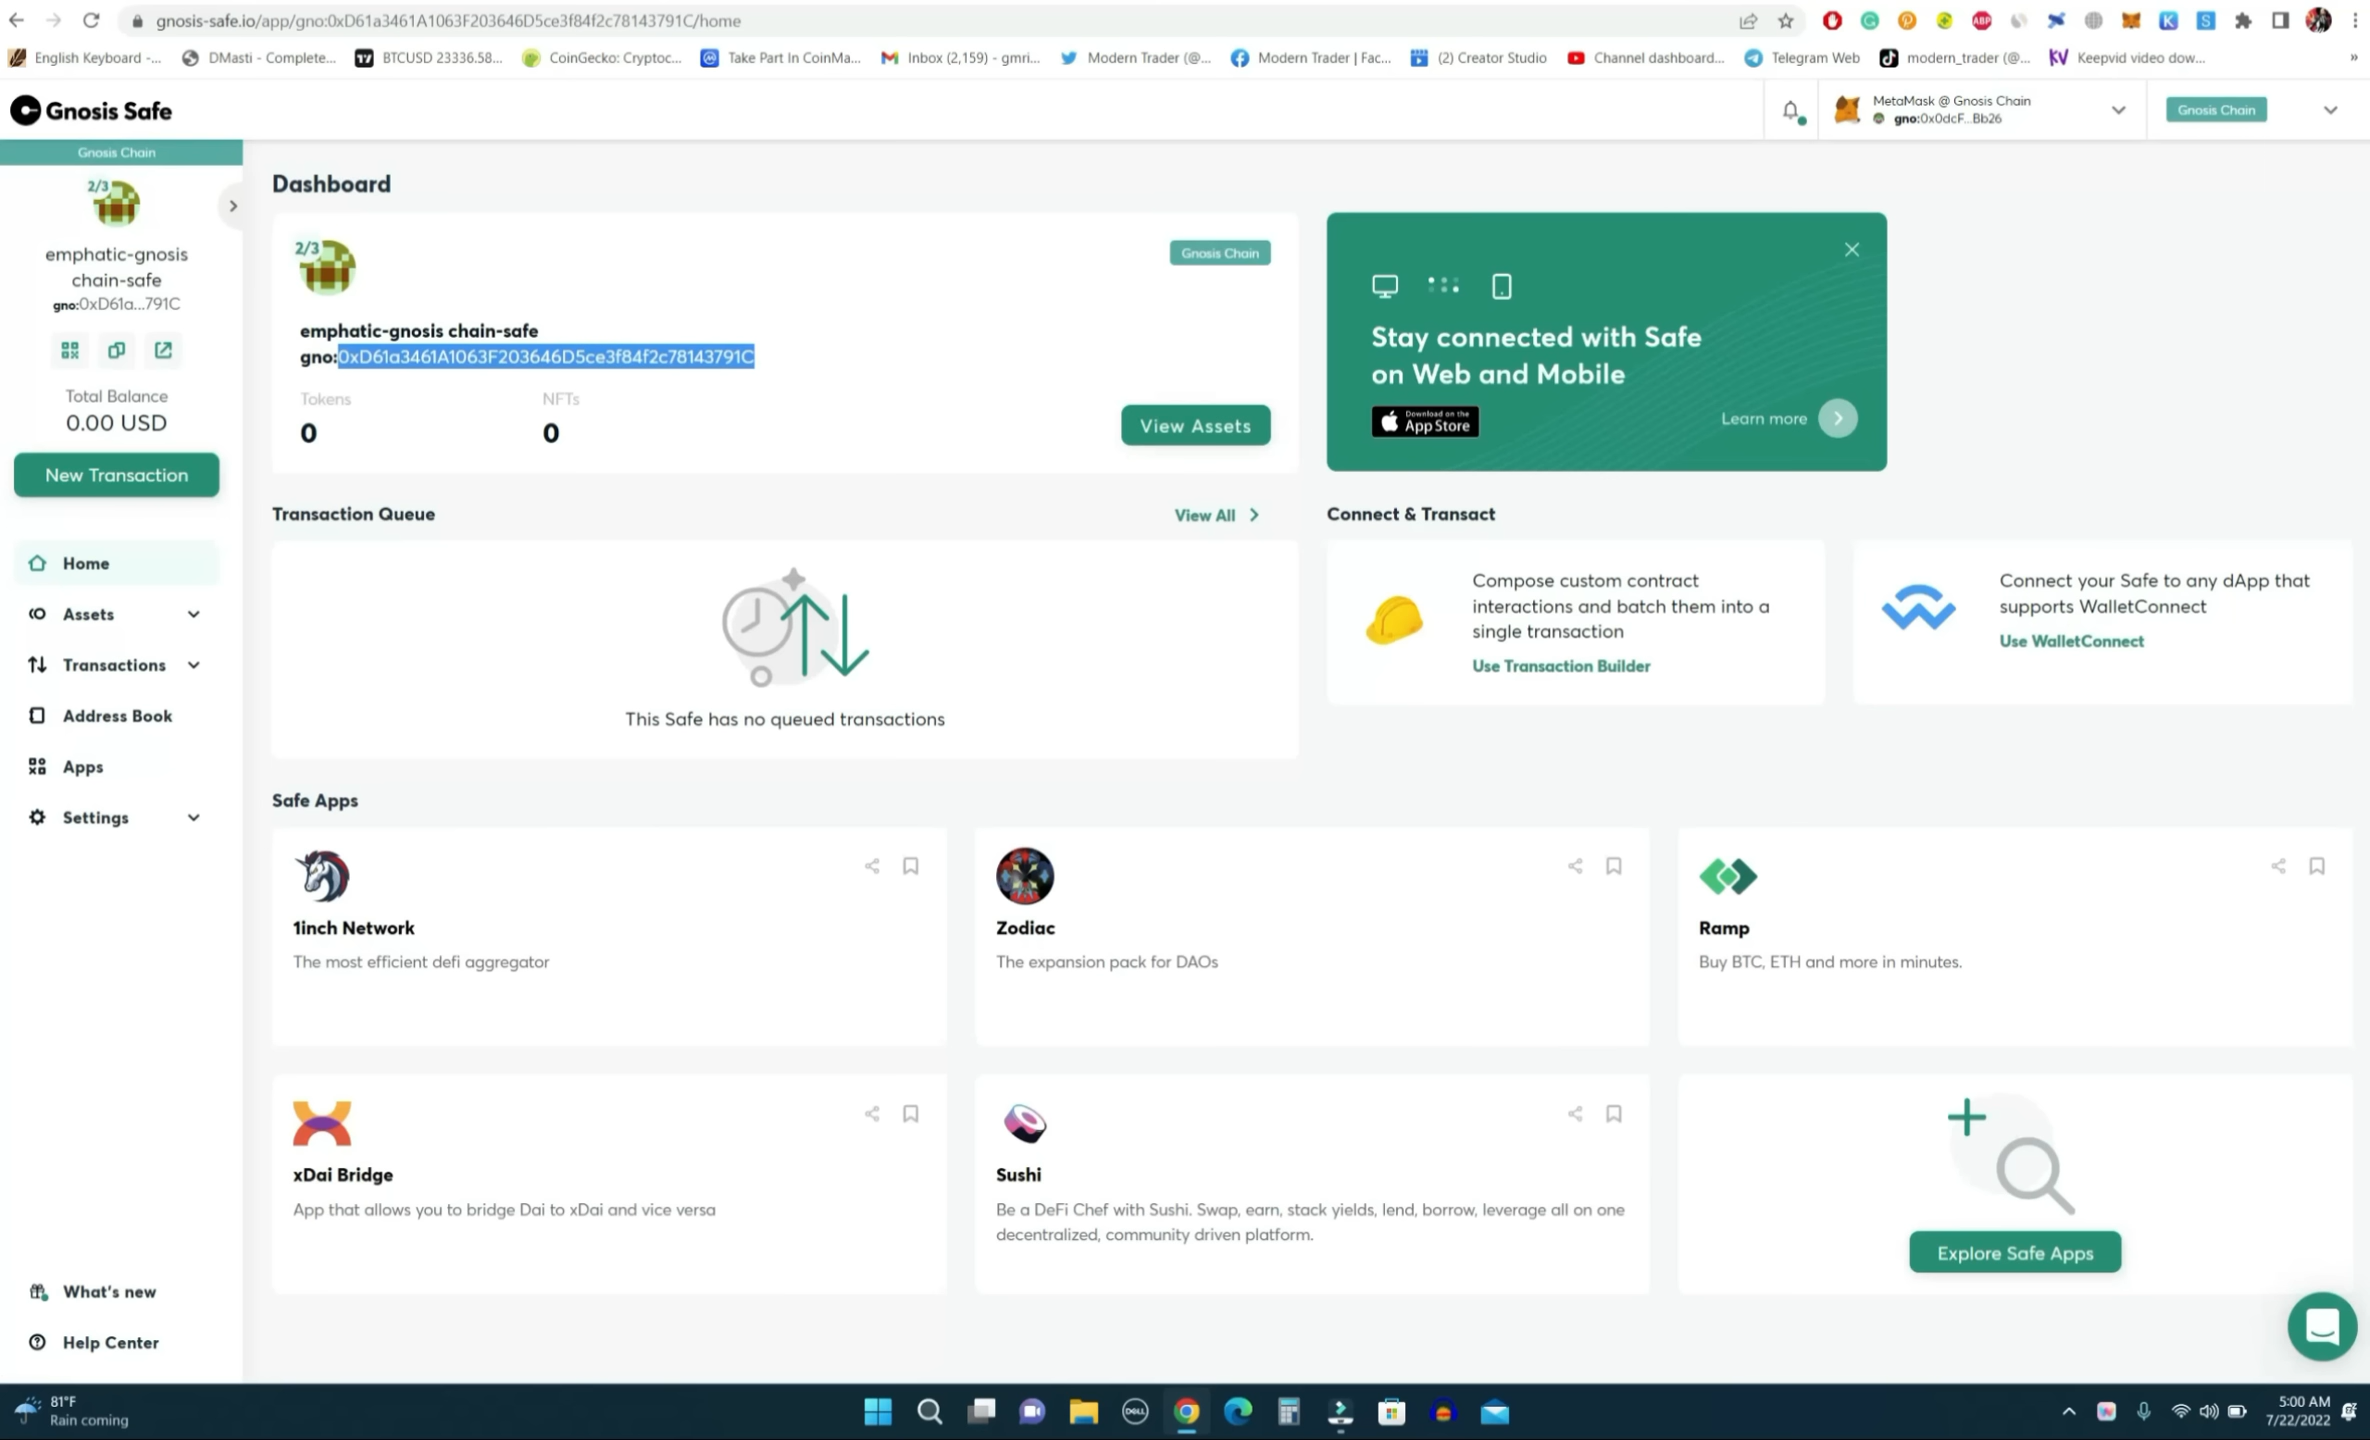 gnosis-safe.io/app/gno:0xD61a3461A1063F203646D5ce3f84f2c78143791C/home
English Keyboard -...
DMasti - Complete...
BTCUSD 23336.58...
CoinGecko: Cryptoc...
Take Part In CoinMa...
Inbox (2,159) - gmri...
Modern Trader (@...
Modern Trader | Fac...
(2) Creator Studio
Channel dashboard...
Telegram Web
modern_trader (@...
Keepvid video dow...
»
ABP
K
S
Gnosis Safe
MetaMask @ Gnosis Chain
gno:0x0dcF...Bb26
Gnosis Chain
Gnosis Chain
2/3
emphatic-gnosis
chain-safe
gno:0xD61a...791C
Total Balance
0.00 USD
New Transaction
Home
Assets
Transactions
Address Book
Apps
Settings
What's new
Help Center
Dashboard
2/3
Gnosis Chain
emphatic-gnosis chain-safe
gno:0xD61a3461A1063F203646D5ce3f84f2c78143791C
Tokens
NFTs
0
0
View Assets
Stay connected with Safe
on Web and Mobile
Download on the
App Store
Learn more
Transaction Queue
View All
This Safe has no queued transactions
Connect & Transact
Compose custom contract
interactions and batch them into a
single transaction
Use Transaction Builder
Connect your Safe to any dApp that
supports WalletConnect
Use WalletConnect
Safe Apps
1inch Network
The most efficient defi aggregator
Zodiac
The expansion pack for DAOs
Ramp
Buy BTC, ETH and more in minutes.
xDai Bridge
App that allows you to bridge Dai to xDai and vice versa
Sushi
Be a DeFi Chef with Sushi. Swap, earn, stack yields, lend, borrow, leverage all on one
decentralized, community driven platform.
Explore Safe Apps
81°F
Rain coming
DELL
5:00 AM
7/22/2022